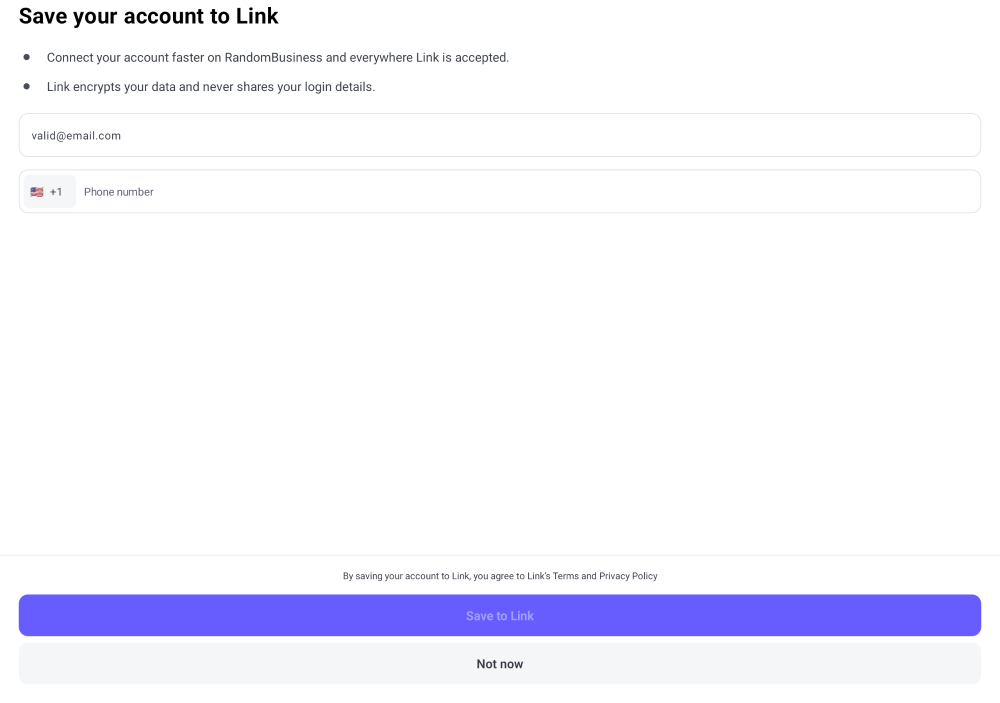 Save your account to Link
Connect your account faster on RandomBusiness and everywhere Link is accepted.
Link encrypts your data and never shares your login details.
valid@email.com
+1 Phone number
By saving your account to Link, you agree to Link's Terms and Privacy Policy
Save to Link
Not now